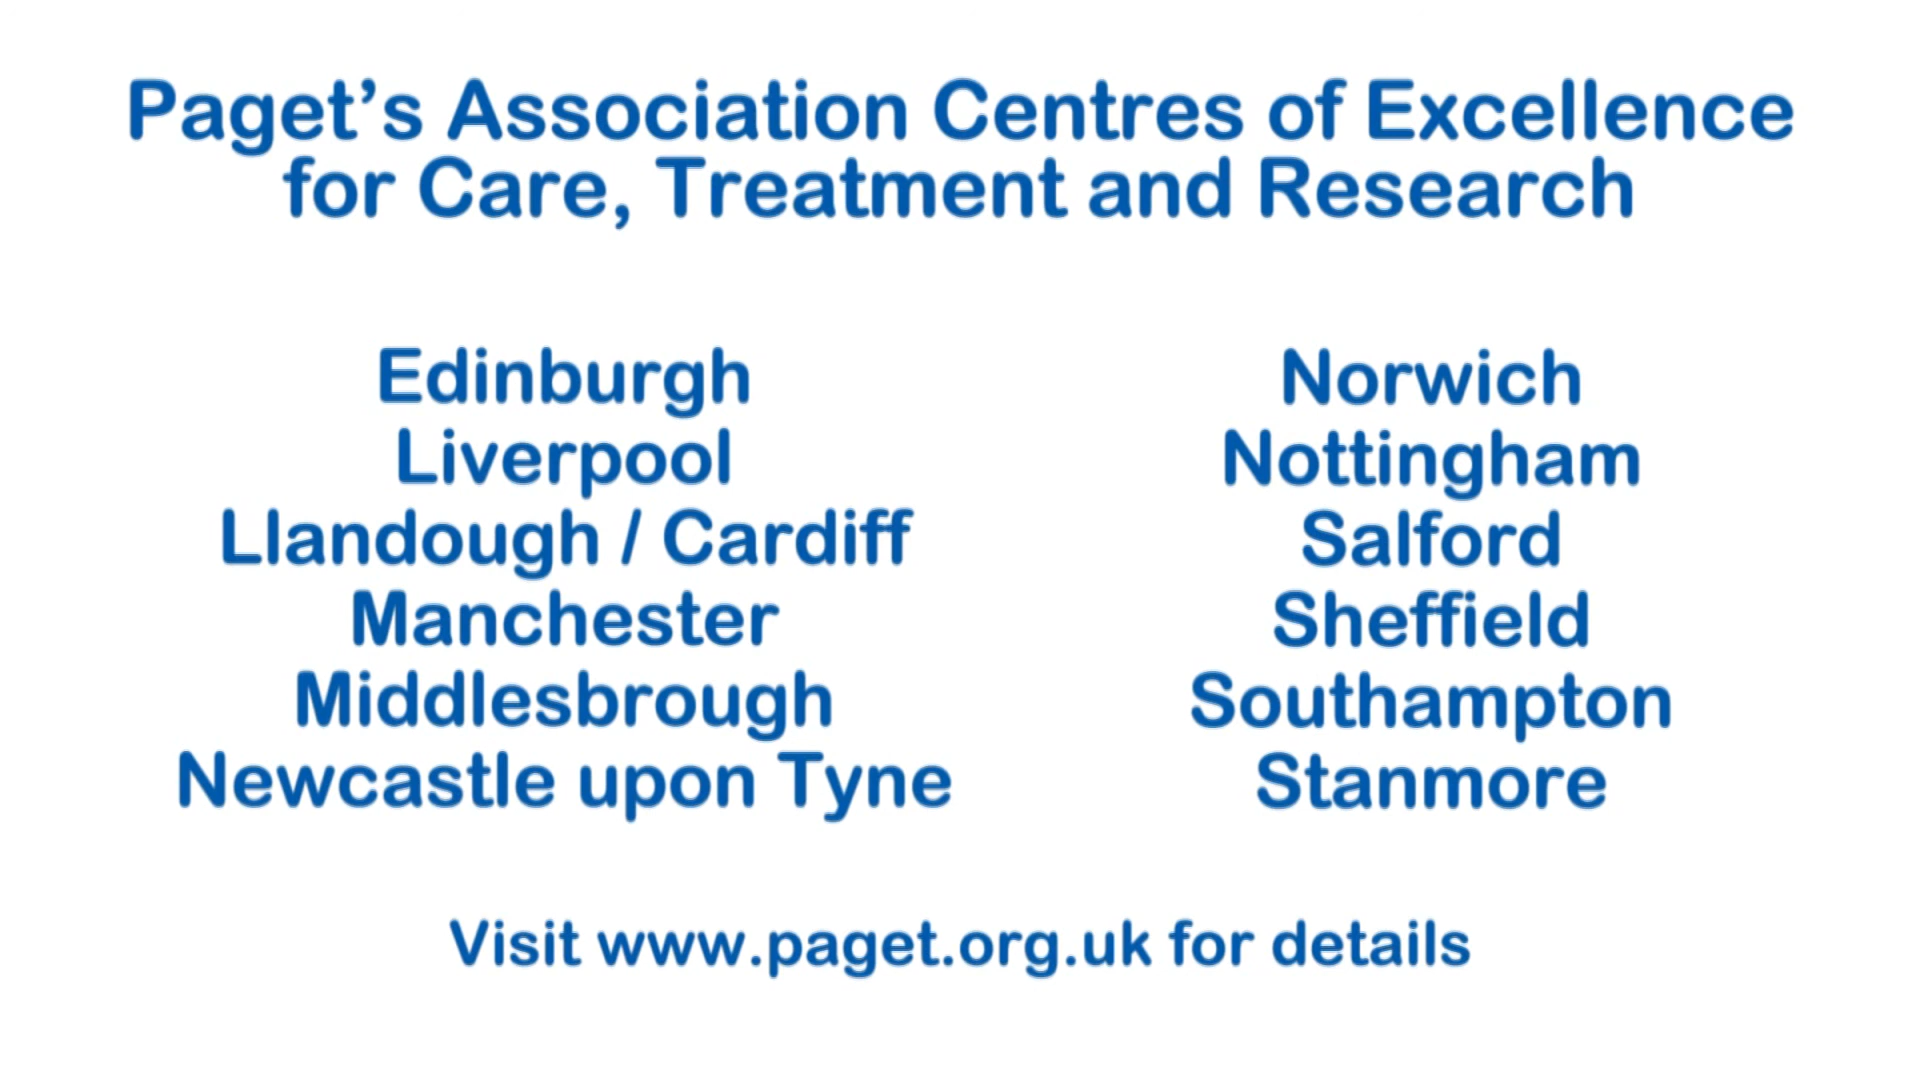 Paget’s Association Centres of Excellence
for Care, Treatment and Research
Edinburgh
Liverpool
Llandough / Cardiff
Manchester
Middlesbrough
Newcastle upon Tyne
Norwich
Nottingham
Salford
Sheffield
Southampton
Stanmore
Visit www.paget.org.uk for details